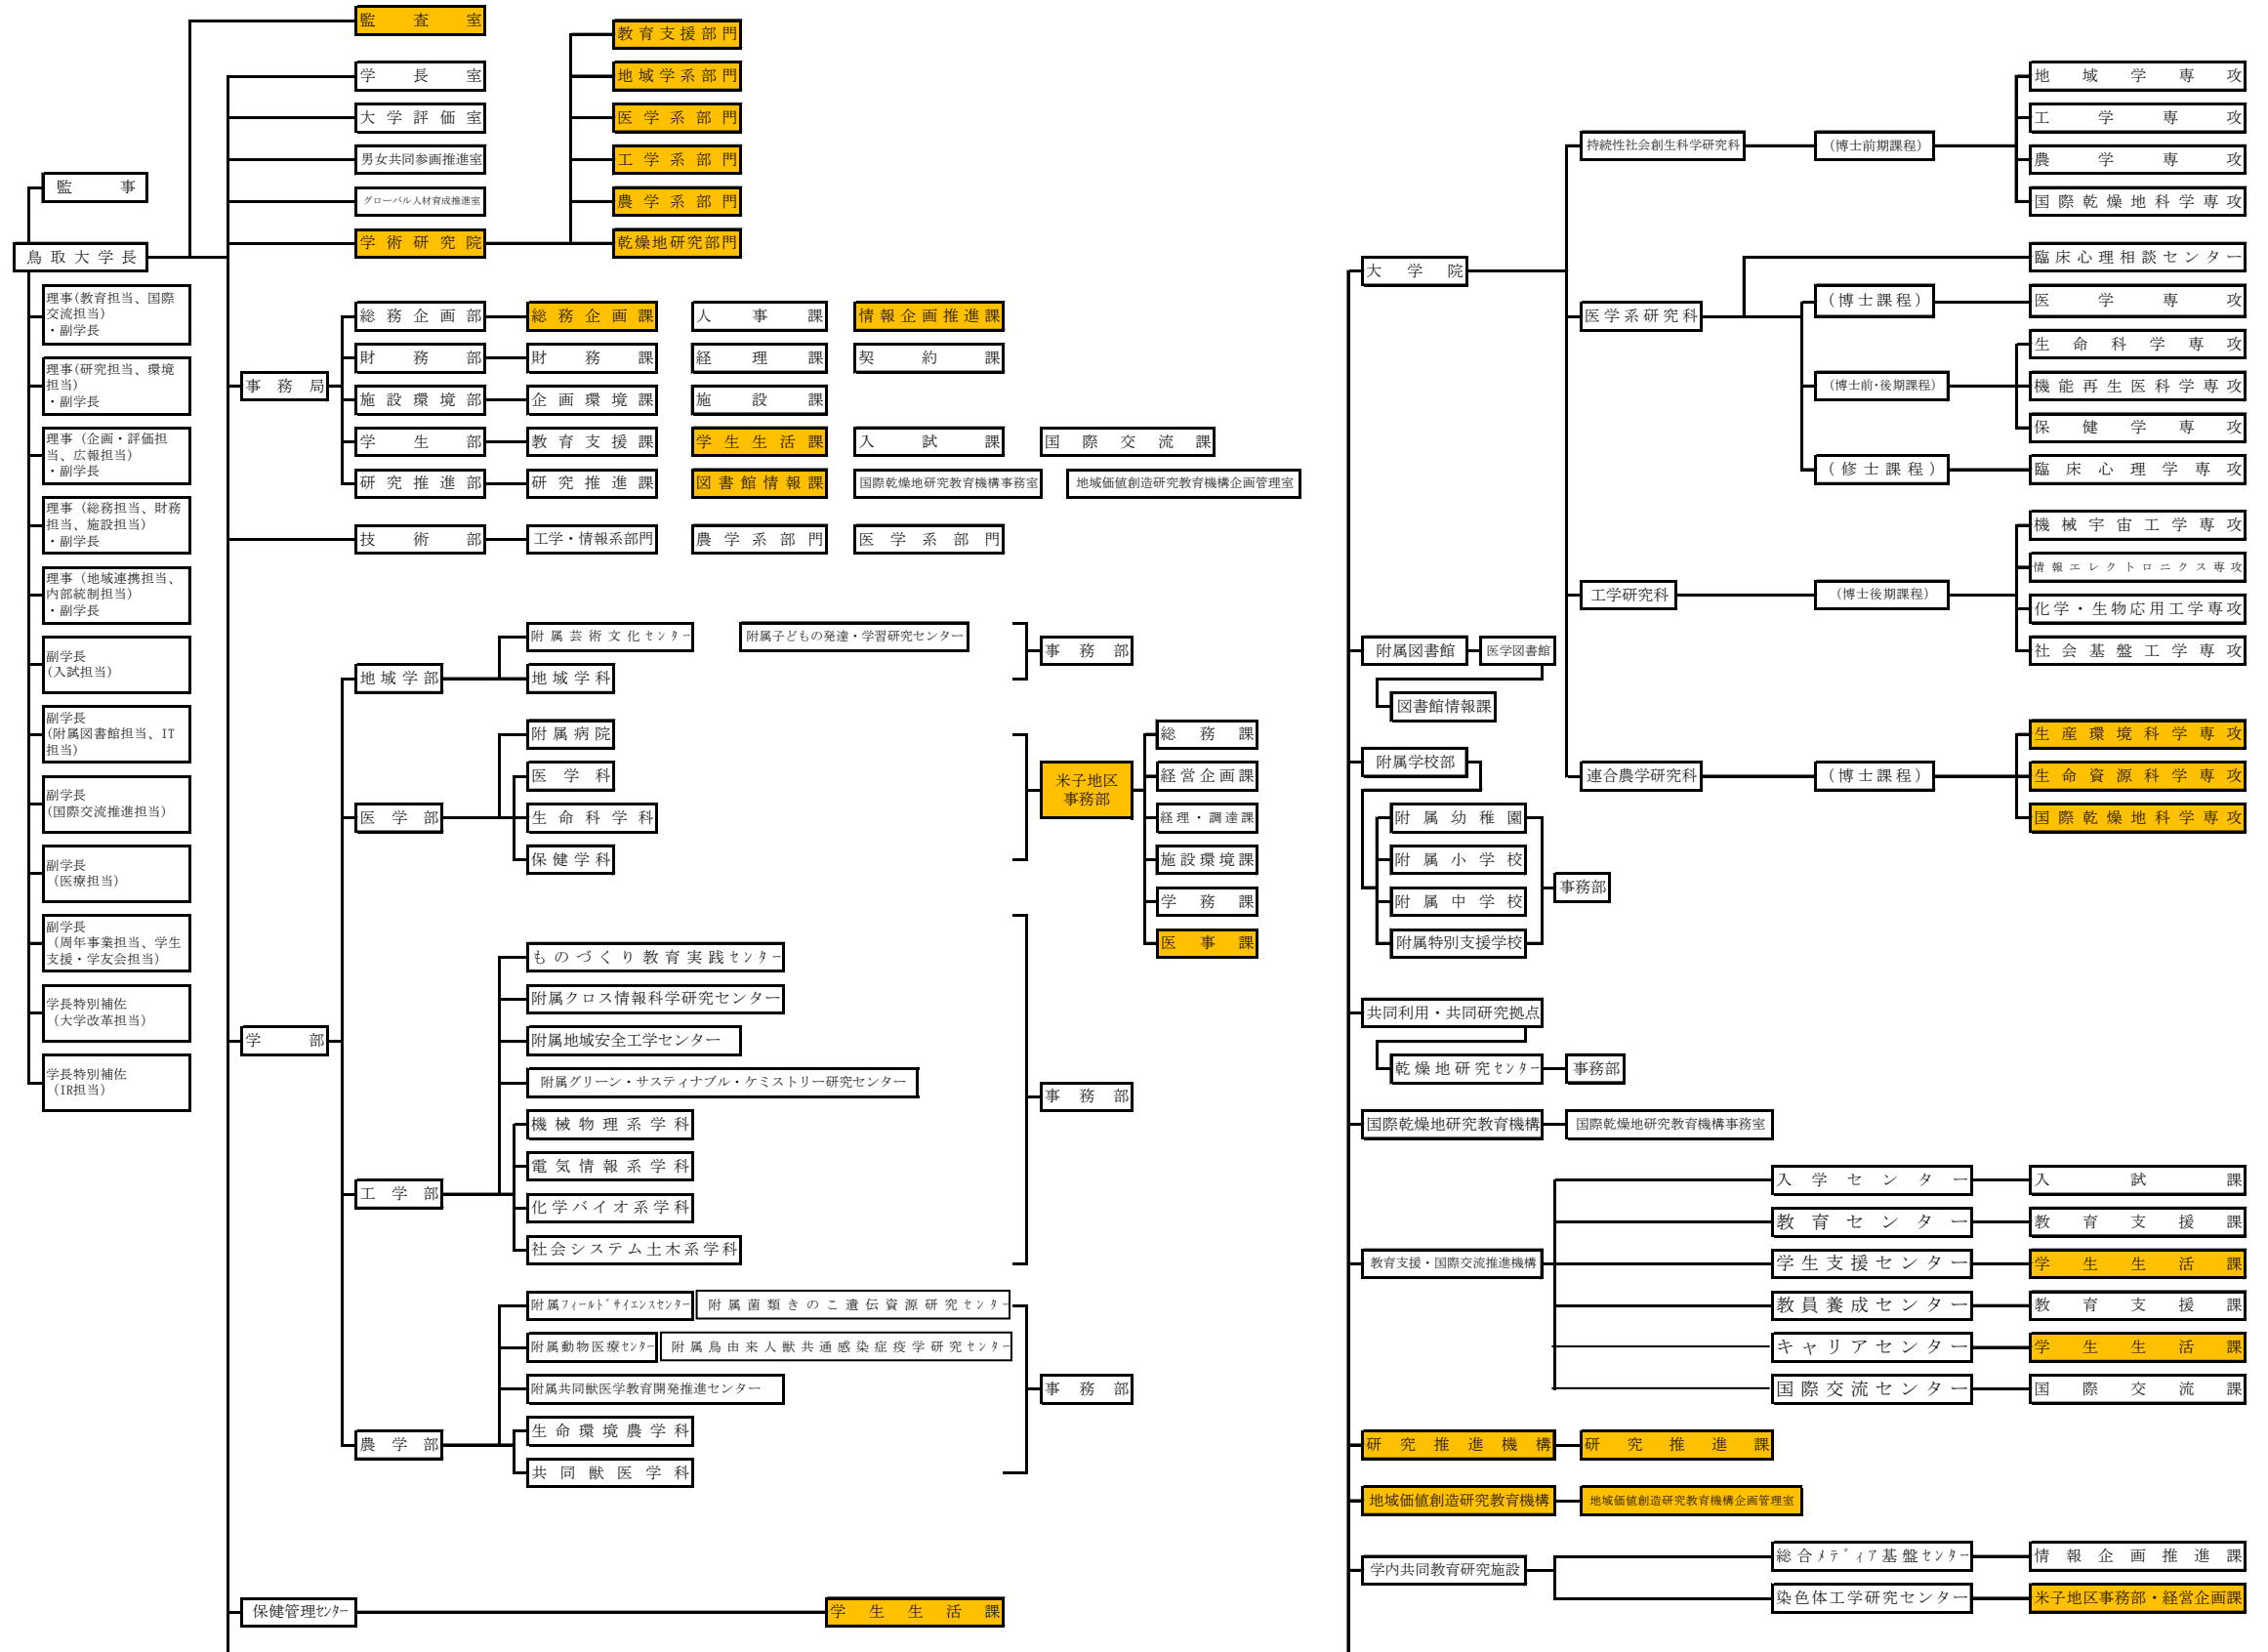 監査室
学長室
大学評価室
男女共同参画推進室
グローバル人材育成推進室
学術研究院
教育支援部門
地域学系部門
医学系部門
工学系部門
農学系部門
乾燥地研究部門
監事
鳥取大学長
理事(教育担当、国際
交流担当)
・副学長
理事(研究担当、環境
担当)
・副学長
理事（企画・評価担
当、広報担当）
・副学長
理事（総務担当、財務
担当、施設担当）
・副学長
理事（地域連携担当、
内部統制担当）
・副学長
副学長
(入試担当）
副学長
(附属図書館担当、IT
担当）
副学長
(国際交流推進担当）
副学長
（医療担当）
副学長
（周年事業担当、学生
支援・学友会担当）
学長特別補佐
（大学改革担当）
学長特別補佐
（IR担当）
事務局
総務企画部 総務企画課 人事課 情報企画推進課
財務部 財務課 経理課 契約課
施設環境部 企画環境課 施設課
学生部 教育支援課 学生生活課 入試課 国際交流課
研究推進部 研究推進課 図書館情報課 国際乾燥地研究教育機構事務室 地域価値創造研究教育機構企画管理室
技術部 工学・情報系部門 農学系部門 医学系部門
学部
地域学部
附属芸術文化センター 附属子どもの発達・学習研究センター
地域学科
事務部
医学部
附属病院
医学科
生命科学科
保健学科
米子地区
事務部
総務課
経営企画課
経理・調達課
施設環境課
学務課
医事課
工学部
ものづくり教育実践センター
附属クロス情報科学研究センター
附属地域安全工学センター
附属グリーン・サスティナブル・ケミストリー研究センター
機械物理系学科
電気情報系学科
化学バイオ系学科
社会システム土木系学科
事務部
農学部
附属フィールドサイエンスセンター 附属菌類きのこ遺伝資源研究センター
附属動物医療センター 附属鳥由来人獣共通感染症疫学研究センター
附属共同獣医学教育開発推進センター
生命環境農学科
共同獣医学科
事務部
保健管理センター 学生生活課
大学院
持続性社会創生科学研究科 （博士前期課程）
地域学専攻
工学専攻
農学専攻
国際乾燥地科学専攻
医学系研究科
臨床心理相談センター
（博士課程） 医学専攻
（博士前・後期課程）
生命科学専攻
機能再生医科学専攻
保健学専攻
（修士課程） 臨床心理学専攻
工学研究科 （博士後期課程）
機械宇宙工学専攻
情報エレクトロニクス専攻
化学・生物応用工学専攻
社会基盤工学専攻
連合農学研究科 （博士課程）
生産環境科学専攻
生命資源科学専攻
国際乾燥地科学専攻
附属図書館 医学図書館
図書館情報課
附属学校部
附属幼稚園
附属小学校
附属中学校
附属特別支援学校
事務部
共同利用・共同研究拠点
乾燥地研究センター 事務部
国際乾燥地研究教育機構 国際乾燥地研究教育機構事務室
教育支援・国際交流推進機構
入学センター 入試課
教育センター 教育支援課
学生支援センター 学生生活課
教員養成センター 教育支援課
キャリアセンター 学生生活課
国際交流センター 国際交流課
研究推進機構 研究推進課
地域価値創造研究教育機構 地域価値創造研究教育機構企画管理室
学内共同教育研究施設
総合メディア基盤センター 情報企画推進課
染色体工学研究センター 米子地区事務部・経営企画課